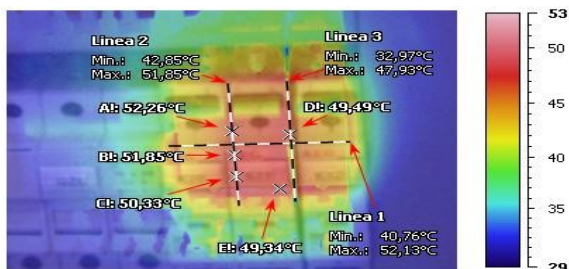 Linea 2
Min.: 42,85°C
Max.: 51,85°C
Linea 3
Min.: 32,97°C
Max.: 47,93°C
A!: 52,26°C
D!: 49,49°C
B!: 51,85°C
C!: 50,33°C
E!: 49,34°C
Linea 1
Min.: 40,76°C
Max.: 52,13°C
53
50
45
40
35
30
29